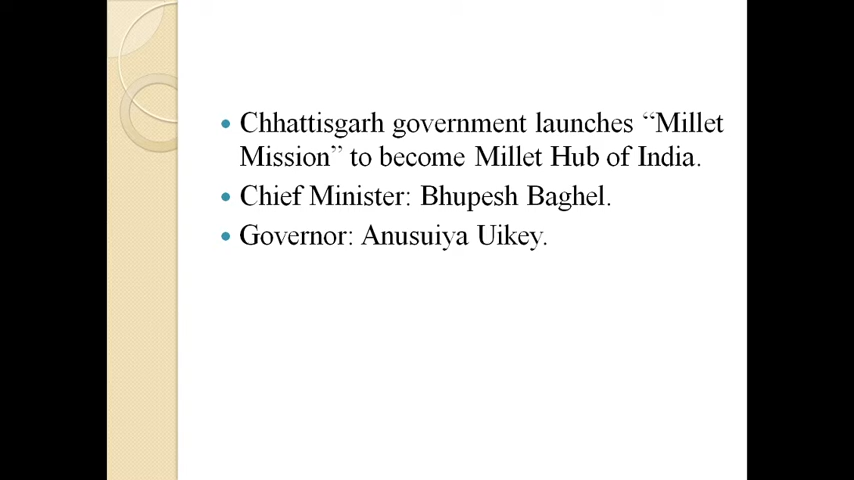 Chhattisgarh government launches “Millet
Mission” to become Millet Hub of India.
Chief Minister: Bhupesh Baghel.
Governor: Anusuiya Uikey.